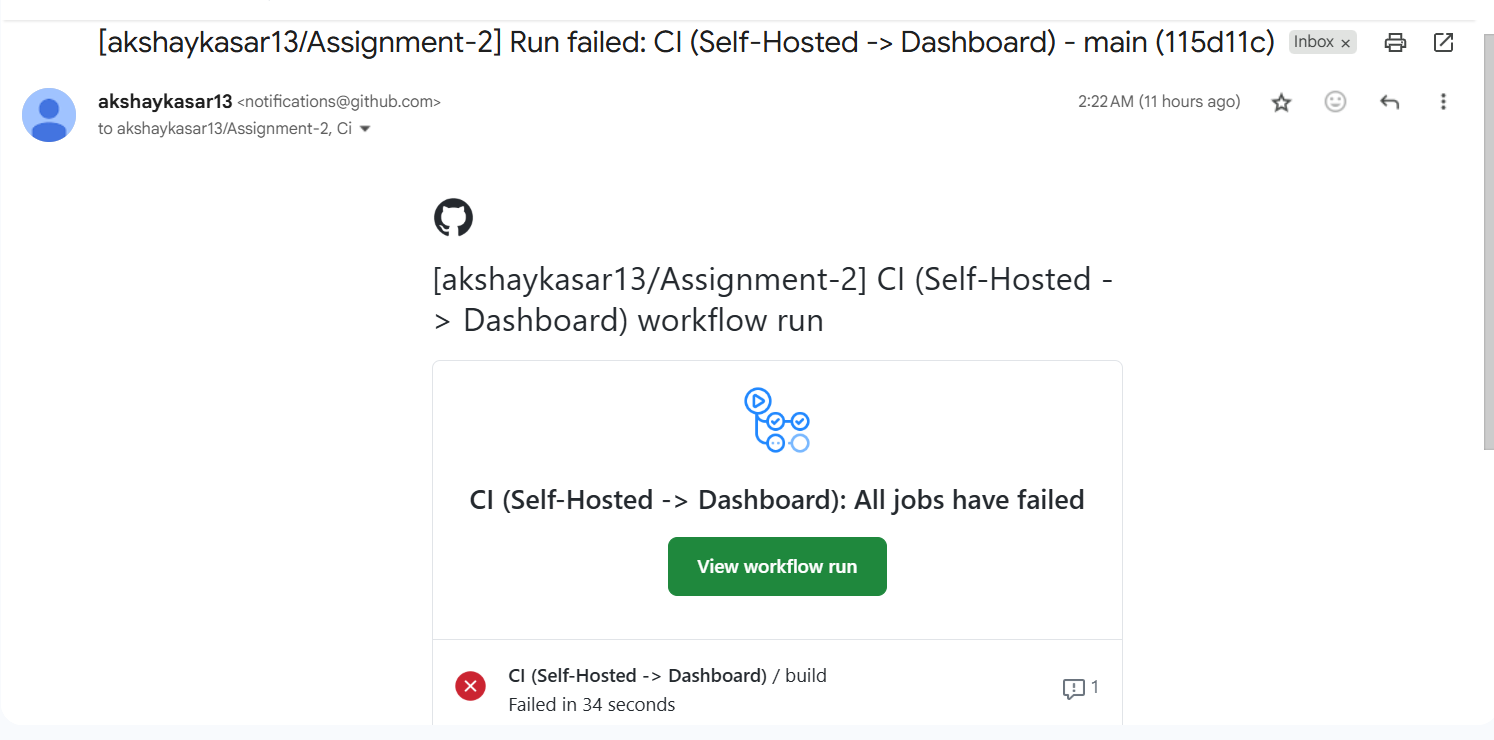 [akshaykasar13/Assignment-2] Run failed: CI (Self-Hosted -> Dashboard) - main (115d11c) Inbox x
akshaykasar13 <notifications@github.com> 2:22 AM (11 hours ago)
to akshaykasar13/Assignment-2, Ci
[akshaykasar13/Assignment-2] CI (Self-Hosted -
> Dashboard) workflow run
CI (Self-Hosted -> Dashboard): All jobs have failed
View workflow run
CI (Self-Hosted -> Dashboard) / build
1
Failed in 34 seconds